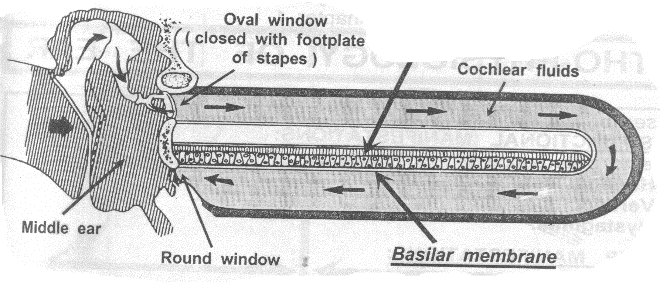 Oval window
( closed with footplate
of stapes )
Cochlear fluids
Middle ear
Round window
Basilar membrane